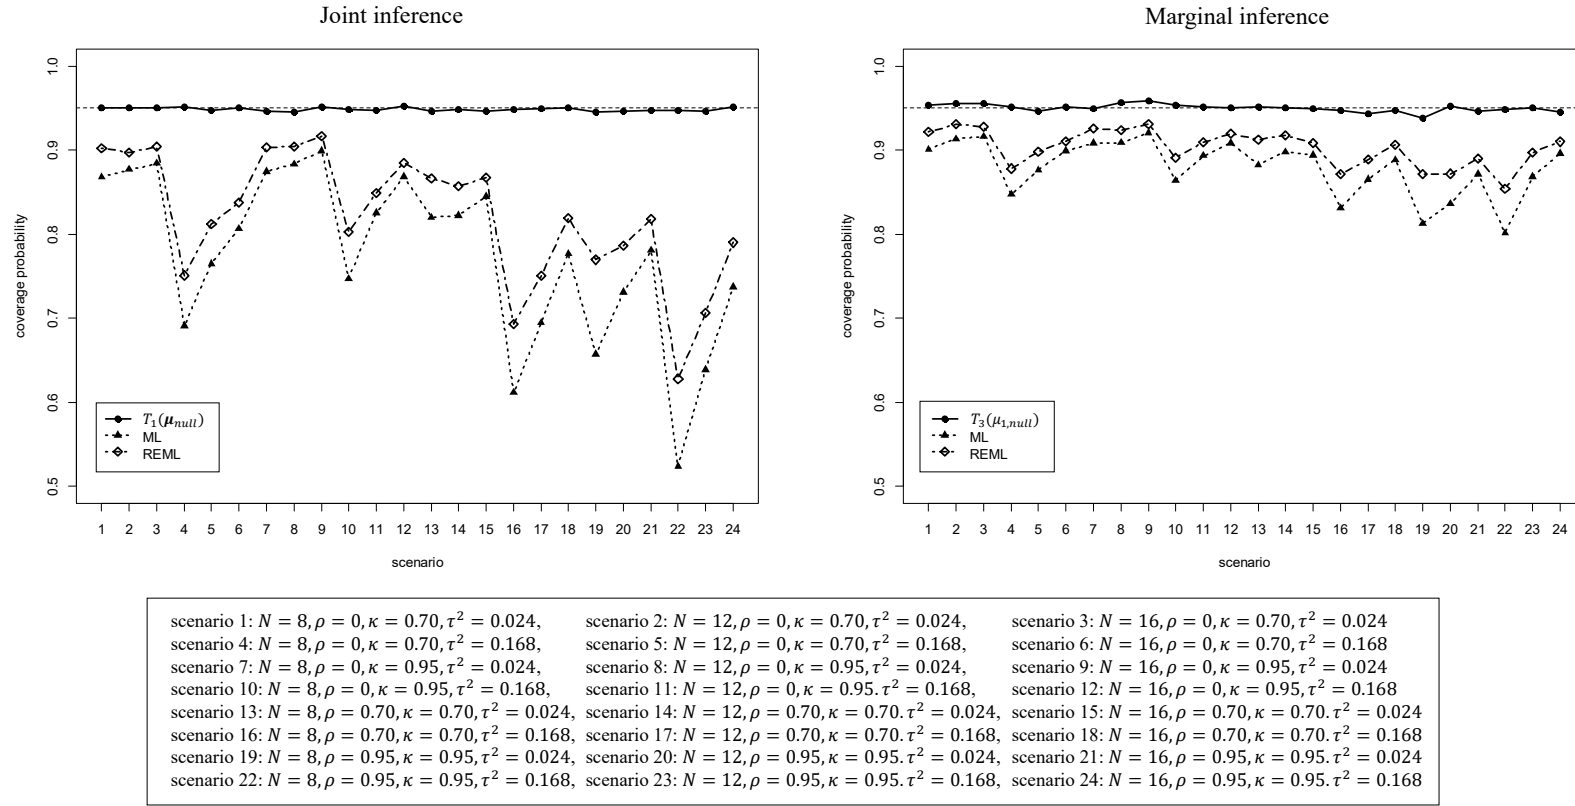 Joint inference
Marginal inference
1.0
0.9
0.8
0.7
0.6
0.5
coverage probability
T₁(μ_null)
ML
REML
1 2 3 4 5 6 7 8 9 10 11 12 13 14 15 16 17 18 19 20 21 22 23 24
scenario
1.0
0.9
0.8
0.7
0.6
0.5
coverage probability
T₃(μ_1,null)
ML
REML
1 2 3 4 5 6 7 8 9 10 11 12 13 14 15 16 17 18 19 20 21 22 23 24
scenario
scenario 1: N = 8, ρ = 0, κ = 0.70, τ² = 0.024, scenario 2: N = 12, ρ = 0, κ = 0.70, τ² = 0.024, scenario 3: N = 16, ρ = 0, κ = 0.70, τ² = 0.024
scenario 4: N = 8, ρ = 0, κ = 0.70, τ² = 0.168, scenario 5: N = 12, ρ = 0, κ = 0.70, τ² = 0.168, scenario 6: N = 16, ρ = 0, κ = 0.70, τ² = 0.168
scenario 7: N = 8, ρ = 0, κ = 0.95, τ² = 0.024, scenario 8: N = 12, ρ = 0, κ = 0.95, τ² = 0.024, scenario 9: N = 16, ρ = 0, κ = 0.95, τ² = 0.024
scenario 10: N = 8, ρ = 0, κ = 0.95, τ² = 0.168, scenario 11: N = 12, ρ = 0, κ = 0.95. τ² = 0.168, scenario 12: N = 16, ρ = 0, κ = 0.95, τ² = 0.168
scenario 13: N = 8, ρ = 0.70, κ = 0.70, τ² = 0.024, scenario 14: N = 12, ρ = 0.70, κ = 0.70. τ² = 0.024, scenario 15: N = 16, ρ = 0.70, κ = 0.70. τ² = 0.024
scenario 16: N = 8, ρ = 0.70, κ = 0.70, τ² = 0.168, scenario 17: N = 12, ρ = 0.70, κ = 0.70. τ² = 0.168, scenario 18: N = 16, ρ = 0.70, κ = 0.70. τ² = 0.168
scenario 19: N = 8, ρ = 0.95, κ = 0.95, τ² = 0.024, scenario 20: N = 12, ρ = 0.95, κ = 0.95. τ² = 0.024, scenario 21: N = 16, ρ = 0.95, κ = 0.95. τ² = 0.024
scenario 22: N = 8, ρ = 0.95, κ = 0.95, τ² = 0.168, scenario 23: N = 12, ρ = 0.95, κ = 0.95. τ² = 0.168, scenario 24: N = 16, ρ = 0.95, κ = 0.95. τ² = 0.168